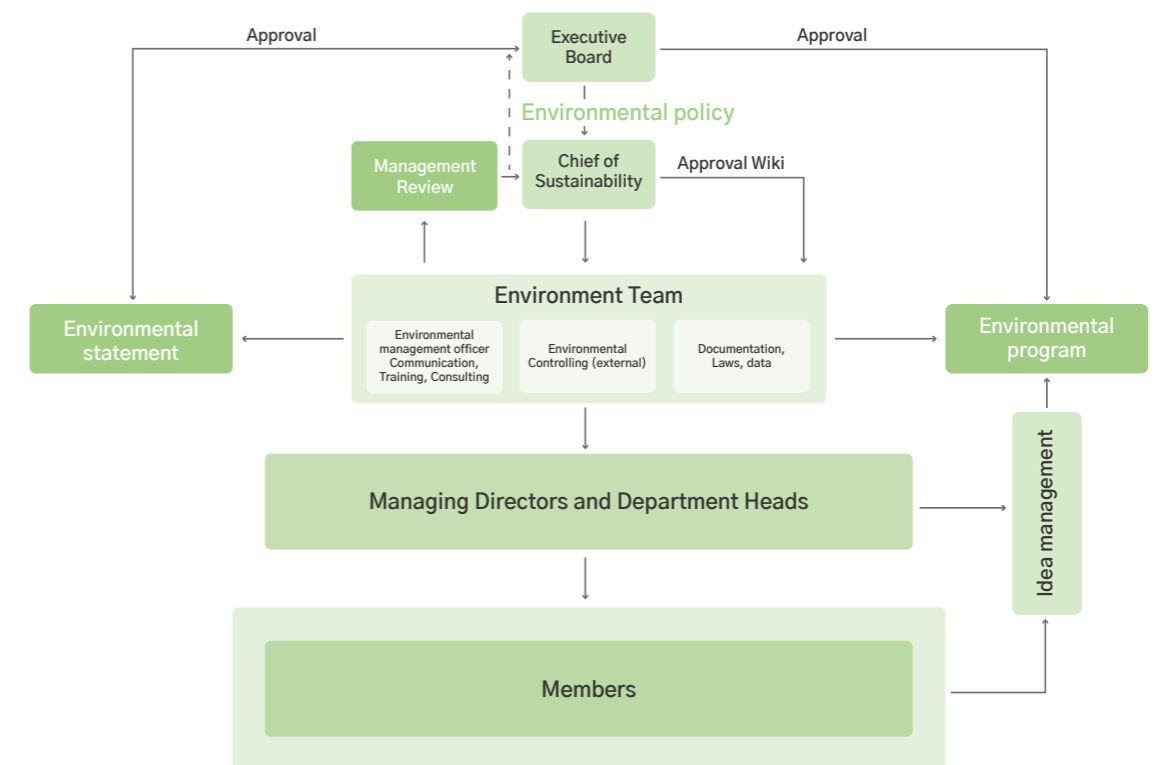 Approval
Executive
Board
Approval
Environmental policy
Management
Review
Chief of
Sustainability
Approval Wiki
Environment Team
Environmental
statement
Environmental
management officer
Communication,
Training, Consulting
Environmental
Controlling (external)
Documentation,
Laws, data
Environmental
program
Managing Directors and Department Heads
Idea management
Members